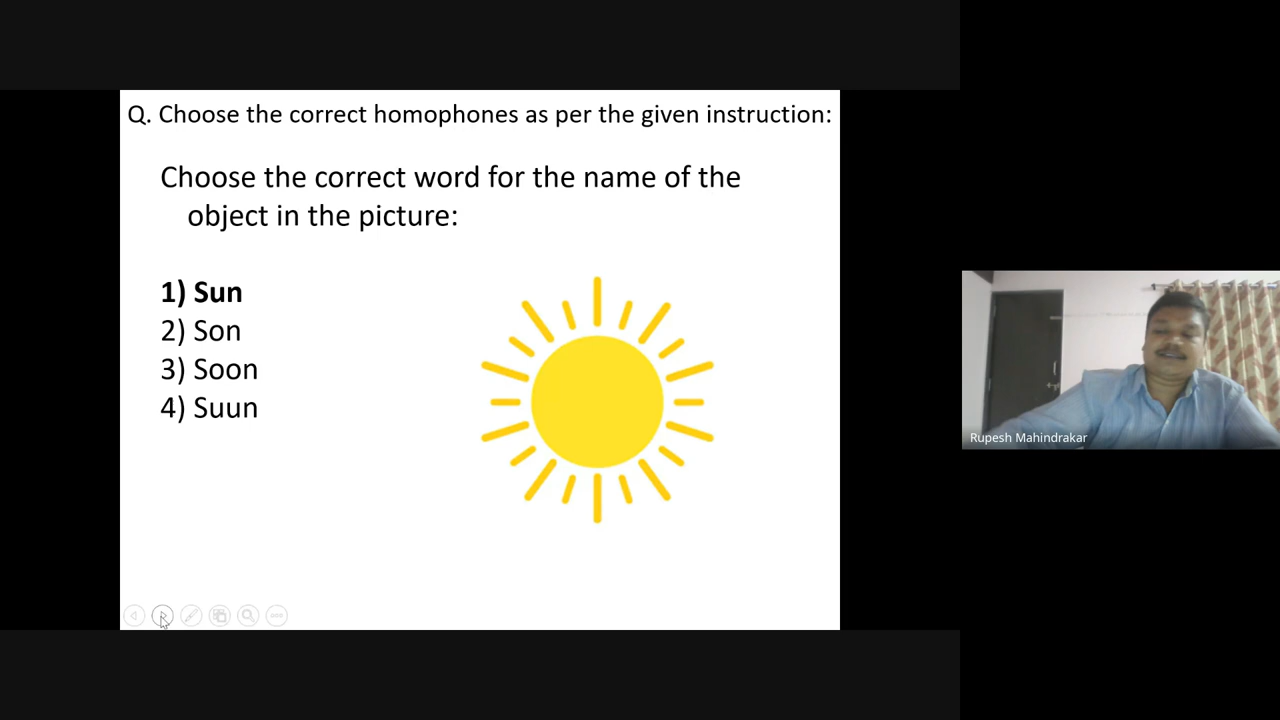 Q. Choose the correct homophones as per the given instruction:
Choose the correct word for the name of the
object in the picture:
1) Sun
2) Son
3) Soon
4) Suun
Rupesh Mahindrakar